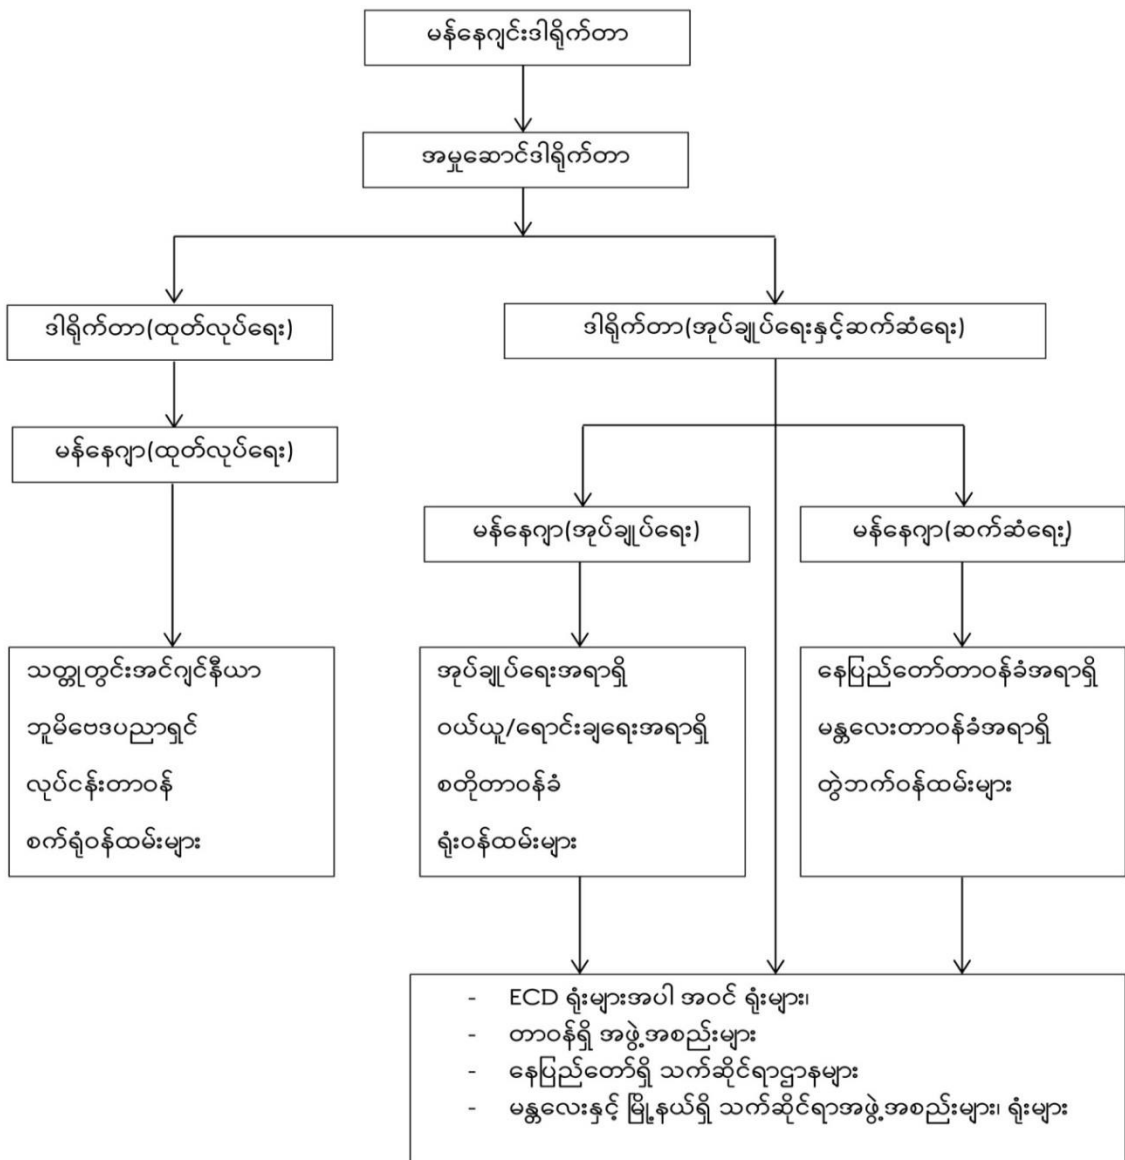 မန်နေဂျင်းဒါရိုက်တာ
အမှုဆောင်ဒါရိုက်တာ
ဒါရိုက်တာ(ထုတ်လုပ်ရေး)
ဒါရိုက်တာ(အုပ်ချုပ်ရေးနှင့်ဆက်ဆံရေး)
မန်နေဂျာ(ထုတ်လုပ်ရေး)
မန်နေဂျာ(အုပ်ချုပ်ရေး)
မန်နေဂျာ(ဆက်ဆံရေး)
သတ္တုတွင်းအင်ဂျင်နီယာ
ဘူမိဗေဒပညာရှင်
လုပ်ငန်းတာဝန်
စက်ရုံဝန်ထမ်းများ
အုပ်ချုပ်ရေးအရာရှိ
ဝယ်ယူ/ရောင်းချရေးအရာရှိ
စတိုတာဝန်ခံ
ရုံးဝန်ထမ်းများ
နေပြည်တော်တာဝန်ခံအရာရှိ
မန္တလေးတာဝန်ခံအရာရှိ
တွဲဘက်ဝန်ထမ်းများ
- ECD ရုံးများအပါ အဝင် ရုံးများ၊
- တာဝန်ရှိ အဖွဲ့အစည်းများ
- နေပြည်တော်ရှိ သက်ဆိုင်ရာဌာနများ
- မန္တလေးနှင့် မြို့နယ်ရှိ သက်ဆိုင်ရာအဖွဲ့အစည်းများ၊ ရုံးများ